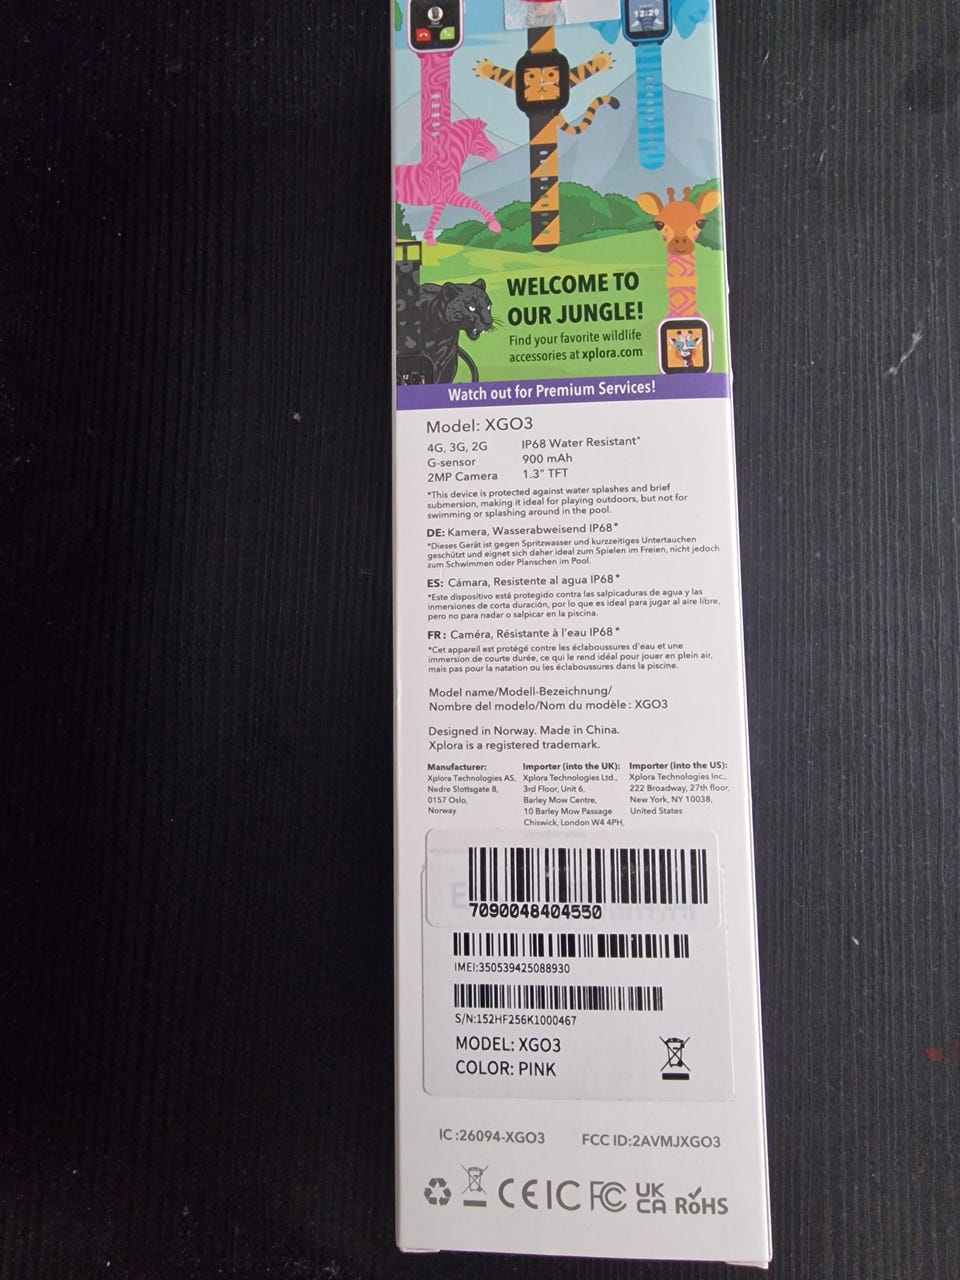 12:29
WELCOME TO
OUR JUNGLE!
Find your favorite wildlife
accessories at xplora.com
Watch out for Premium Services!
Model: XGO3
4G, 3G, 2G IP68 Water Resistant*
G-sensor 900 mAh
2MP Camera 1.3” TFT
*This device is protected against water splashes and brief
submersion, making it ideal for playing outdoors, but not for
swimming or splashing around in the pool.
DE: Kamera, Wasserabweisend IP68*
*Dieses Gerät ist gegen Spritzwasser und kurzzeitiges Untertauchen
geschützt und eignet sich daher ideal zum Spielen im Freien, nicht jedoch
zum Schwimmen oder Planschen im Pool.
ES: Cámara, Resistente al agua IP68*
*Este dispositivo está protegido contra las salpicaduras de agua y las
inmersiones de corta duración, por lo que es ideal para jugar al aire libre,
pero no para nadar o salpicar en la piscina.
FR: Caméra, Résistante à l'eau IP68*
*Cet appareil est protégé contre les éclaboussures d'eau et une
immersion de courte durée, ce qui le rend idéal pour jouer en plein air,
mais pas pour la natation ou les éclaboussures dans la piscine.
Model name/Modell-Bezeichnung/
Nombre del modelo/Nom du modèle : XGO3
Designed in Norway. Made in China.
Xplora is a registered trademark.
Manufacturer:
Xplora Technologies AS,
Nedre Slottsgate 8,
0157 Oslo,
Norway
Importer (into the UK):
Xplora Technologies Ltd.,
3rd Floor, Unit 6,
Barley Mow Centre,
10 Barley Mow Passage
Chiswick, London W4 4PH,
Importer (into the US):
Xplora Technologies Inc.,
222 Broadway, 27th floor,
New York, NY 10038,
United States
7090048404550
IMEI:350539425088930
S/N:152HF256K1000467
MODEL: XGO3
COLOR: PINK
IC :26094-XGO3 FCC ID:2AVMJXGO3
CE IC FC UK CA RoHS